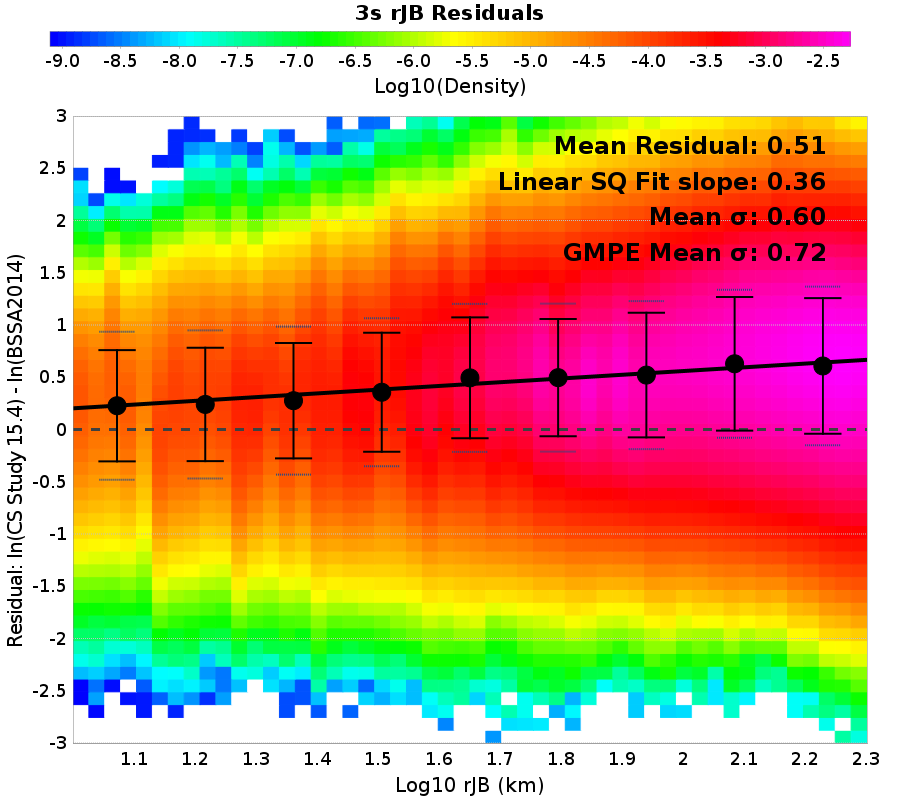 3s rJB Residuals
-9.0 -8.5 -8.0 -7.5 -7.0 -6.5 -6.0 -5.5 -5.0 -4.5 -4.0 -3.5 -3.0 -2.5
Log10(Density)
Mean Residual: 0.51
Linear SQ Fit slope: 0.36
Mean σ: 0.60
GMPE Mean σ: 0.72
Residual: ln(CS Study 15.4) - ln(BSSA2014)
3
2.5
2
1.5
1
0.5
0
-0.5
-1
-1.5
-2
-2.5
-3
1.1 1.2 1.3 1.4 1.5 1.6 1.7 1.8 1.9 2 2.1 2.2 2.3
Log10 rJB (km)